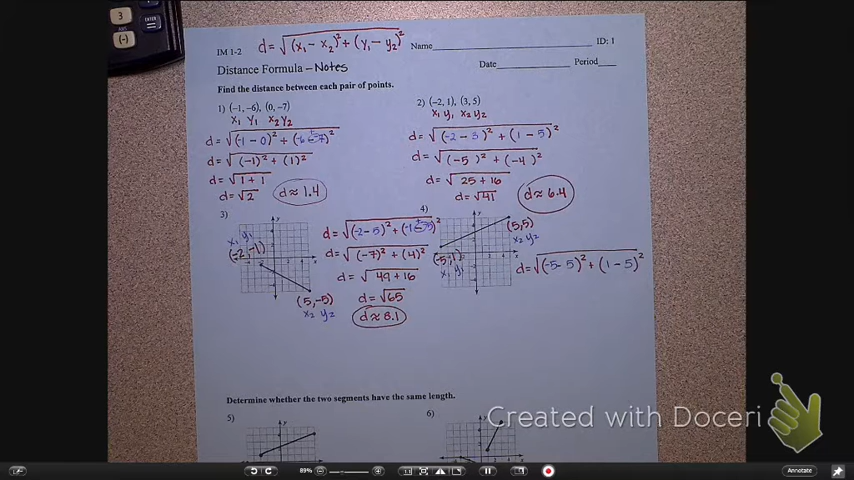 3
ENTER
(-)
IM 1-2
d = √(x₁ - x₂)² + (y₁ - y₂)²
Name
ID: 1
Distance Formula - Notes
Date
Period
Find the distance between each pair of points.
1) (-1, -6), (0, -7)
x₁ y₁ x₂ y₂
d = √(-1 - 0)² + (-6 - -7)²
d = √(-1)² + (1)²
d = √1 + 1
d = √2
d ≈ 1.4
2) (-2, 1), (3, 5)
x₁ y₁ x₂ y₂
d = √(-2 - 3)² + (1 - 5)²
d = √(-5)² + (-4)²
d = √25 + 16
d = √41
d ≈ 6.4
3)
x₁ y₁
(-2, -1)
(5, -5)
x₂ y₂
d = √(-2 - 5)² + (-1 - -5)²
d = √(-7)² + (4)²
d = √49 + 16
d = √65
d ≈ 8.1
4)
(5, 5)
x₂ y₂
(-5, 1)
x₁ y₁
d = √(-5 - 5)² + (1 - 5)²
Determine whether the two segments have the same length.
5)
6)
Created with Doceri
89%
Annotate